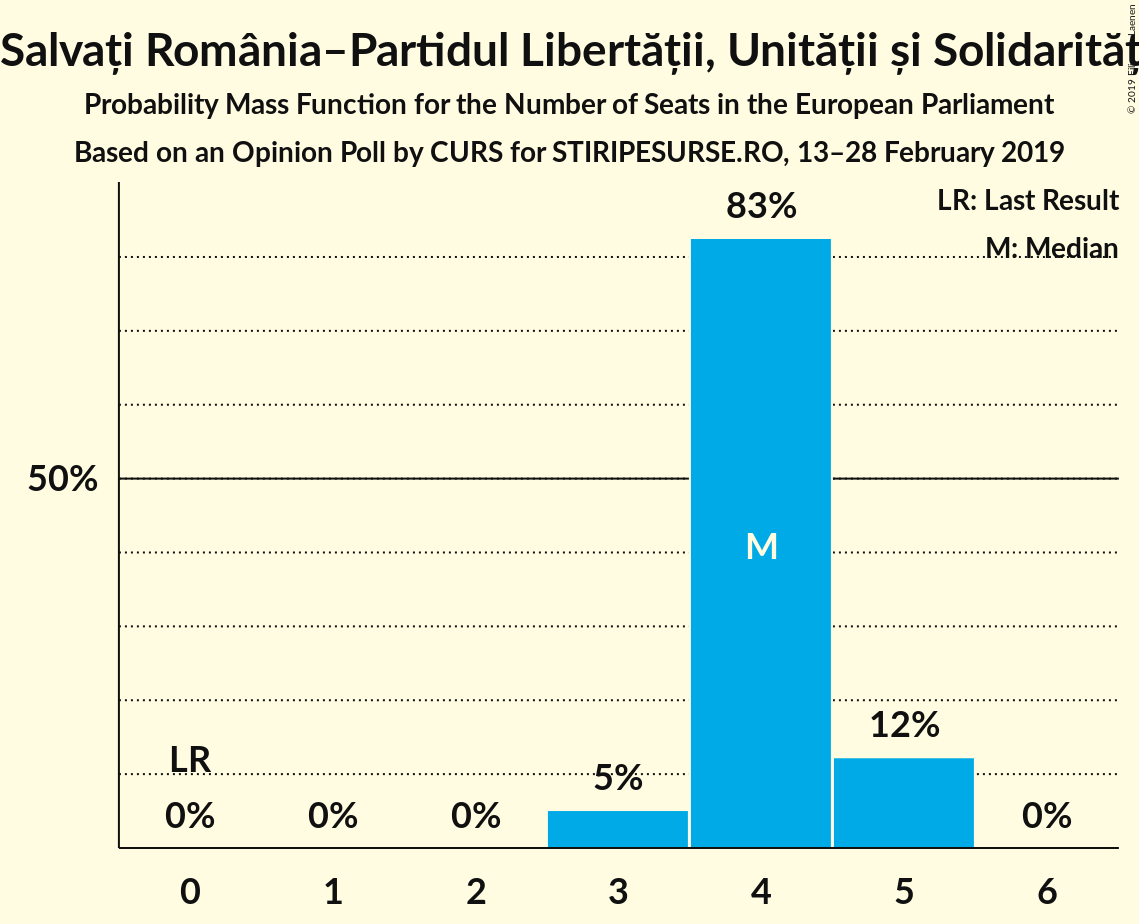 Salvați România–Partidul Libertății, Unității și Solidarităț
Probability Mass Function for the Number of Seats in the European Parliament
Based on an Opinion Poll by CURS for STIRIPESURSE.RO, 13–28 February 2019
© 2019 Laenen
LR: Last Result
M: Median
83%
50%
M
12%
LR
5%
0% 0% 0% 0%
0 1 2 3 4 5 6